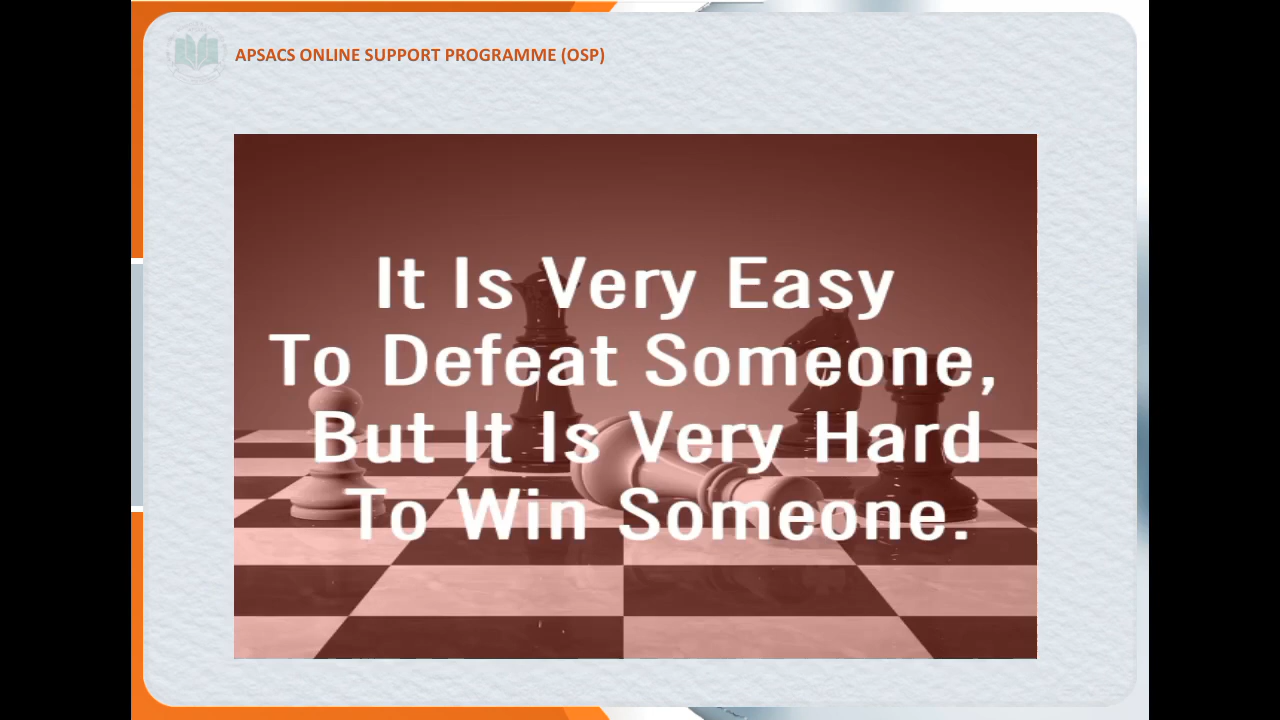 APSACS ONLINE SUPPORT PROGRAMME (OSP)
It Is Very Easy
To Defeat Someone,
But It Is Very Hard
To Win Someone.